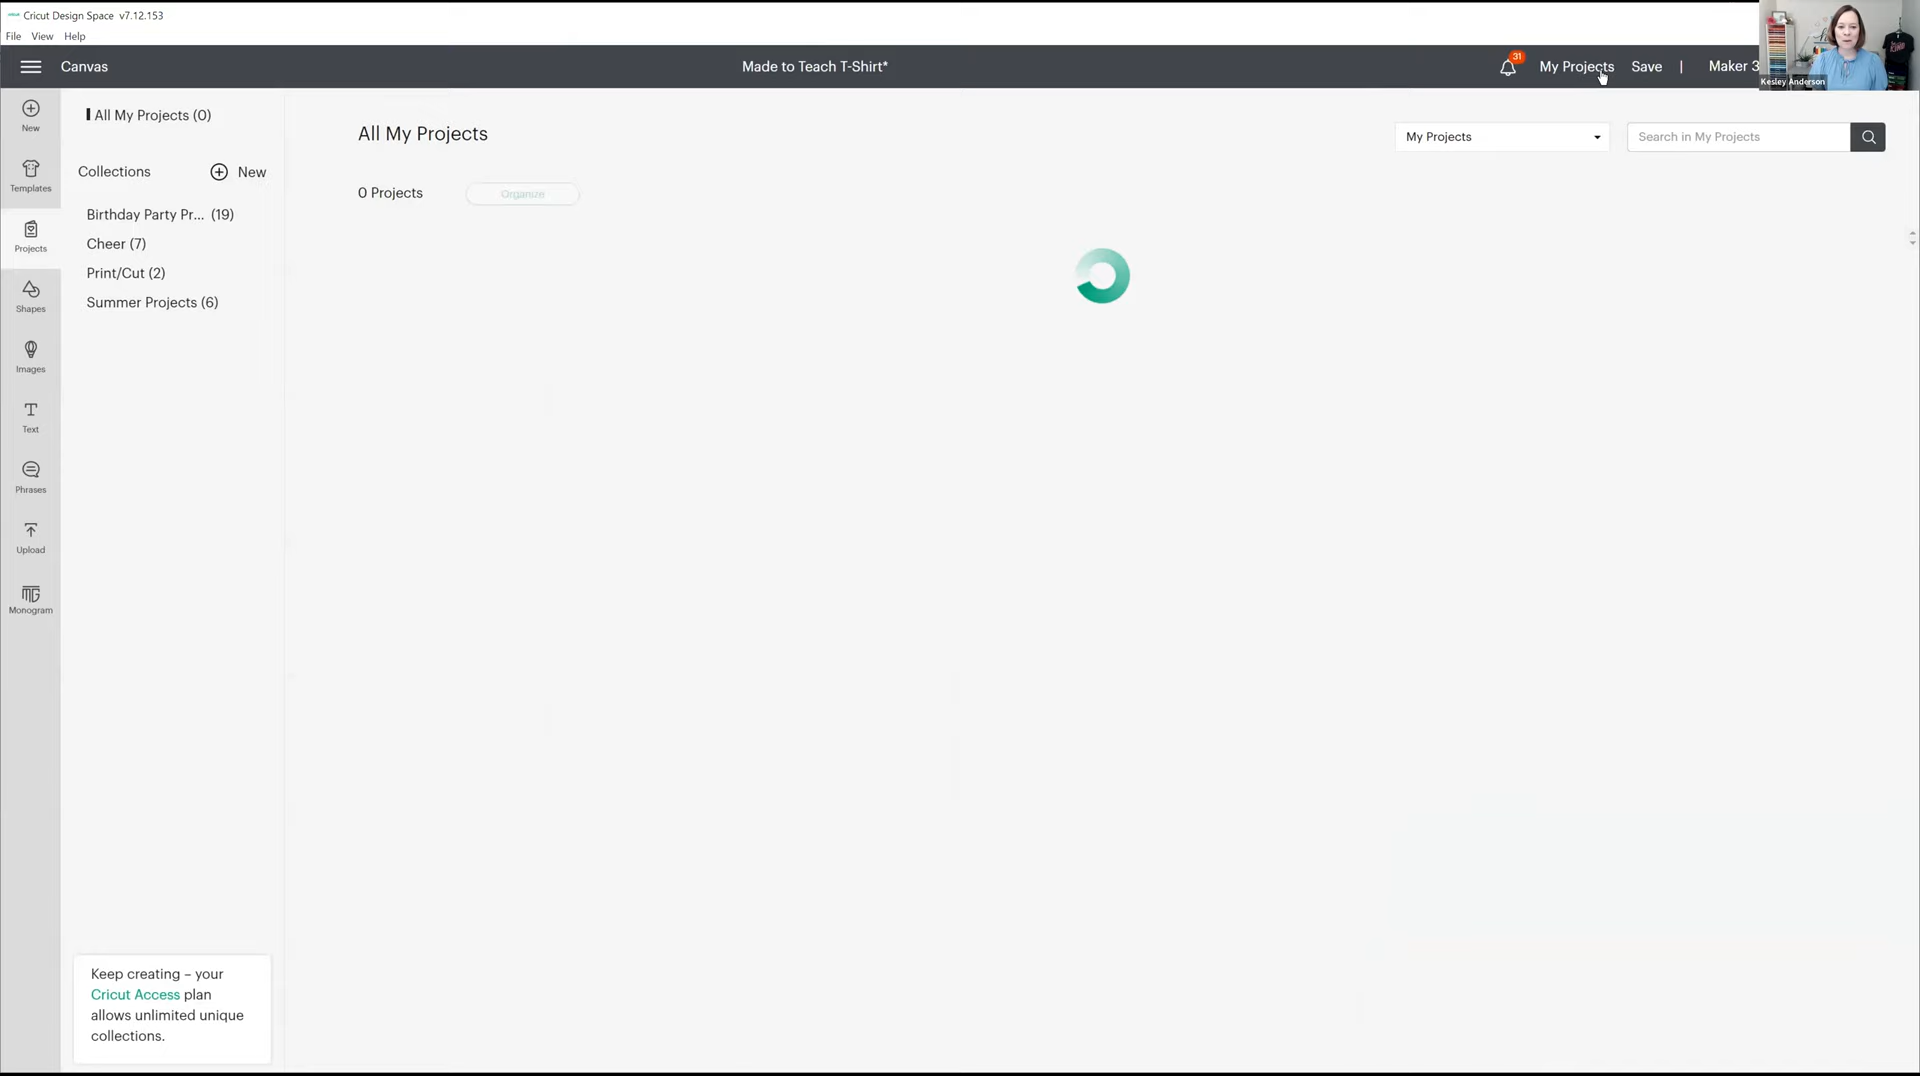 Cricut Design Space v7.12.153
File View Help
Canvas
Made to Teach T-Shirt*
31
My Projects
Save
|
Maker 3
Kesley Anderson
New
Templates
Projects
Shapes
Images
Text
Phrases
Upload
Monogram
All My Projects (0)
Collections
New
Birthday Party Pr... (19)
Cheer (7)
Print/Cut (2)
Summer Projects (6)
Keep creating – your
Cricut Access plan
allows unlimited unique
collections.
All My Projects
My Projects
Search in My Projects
0 Projects
Organize